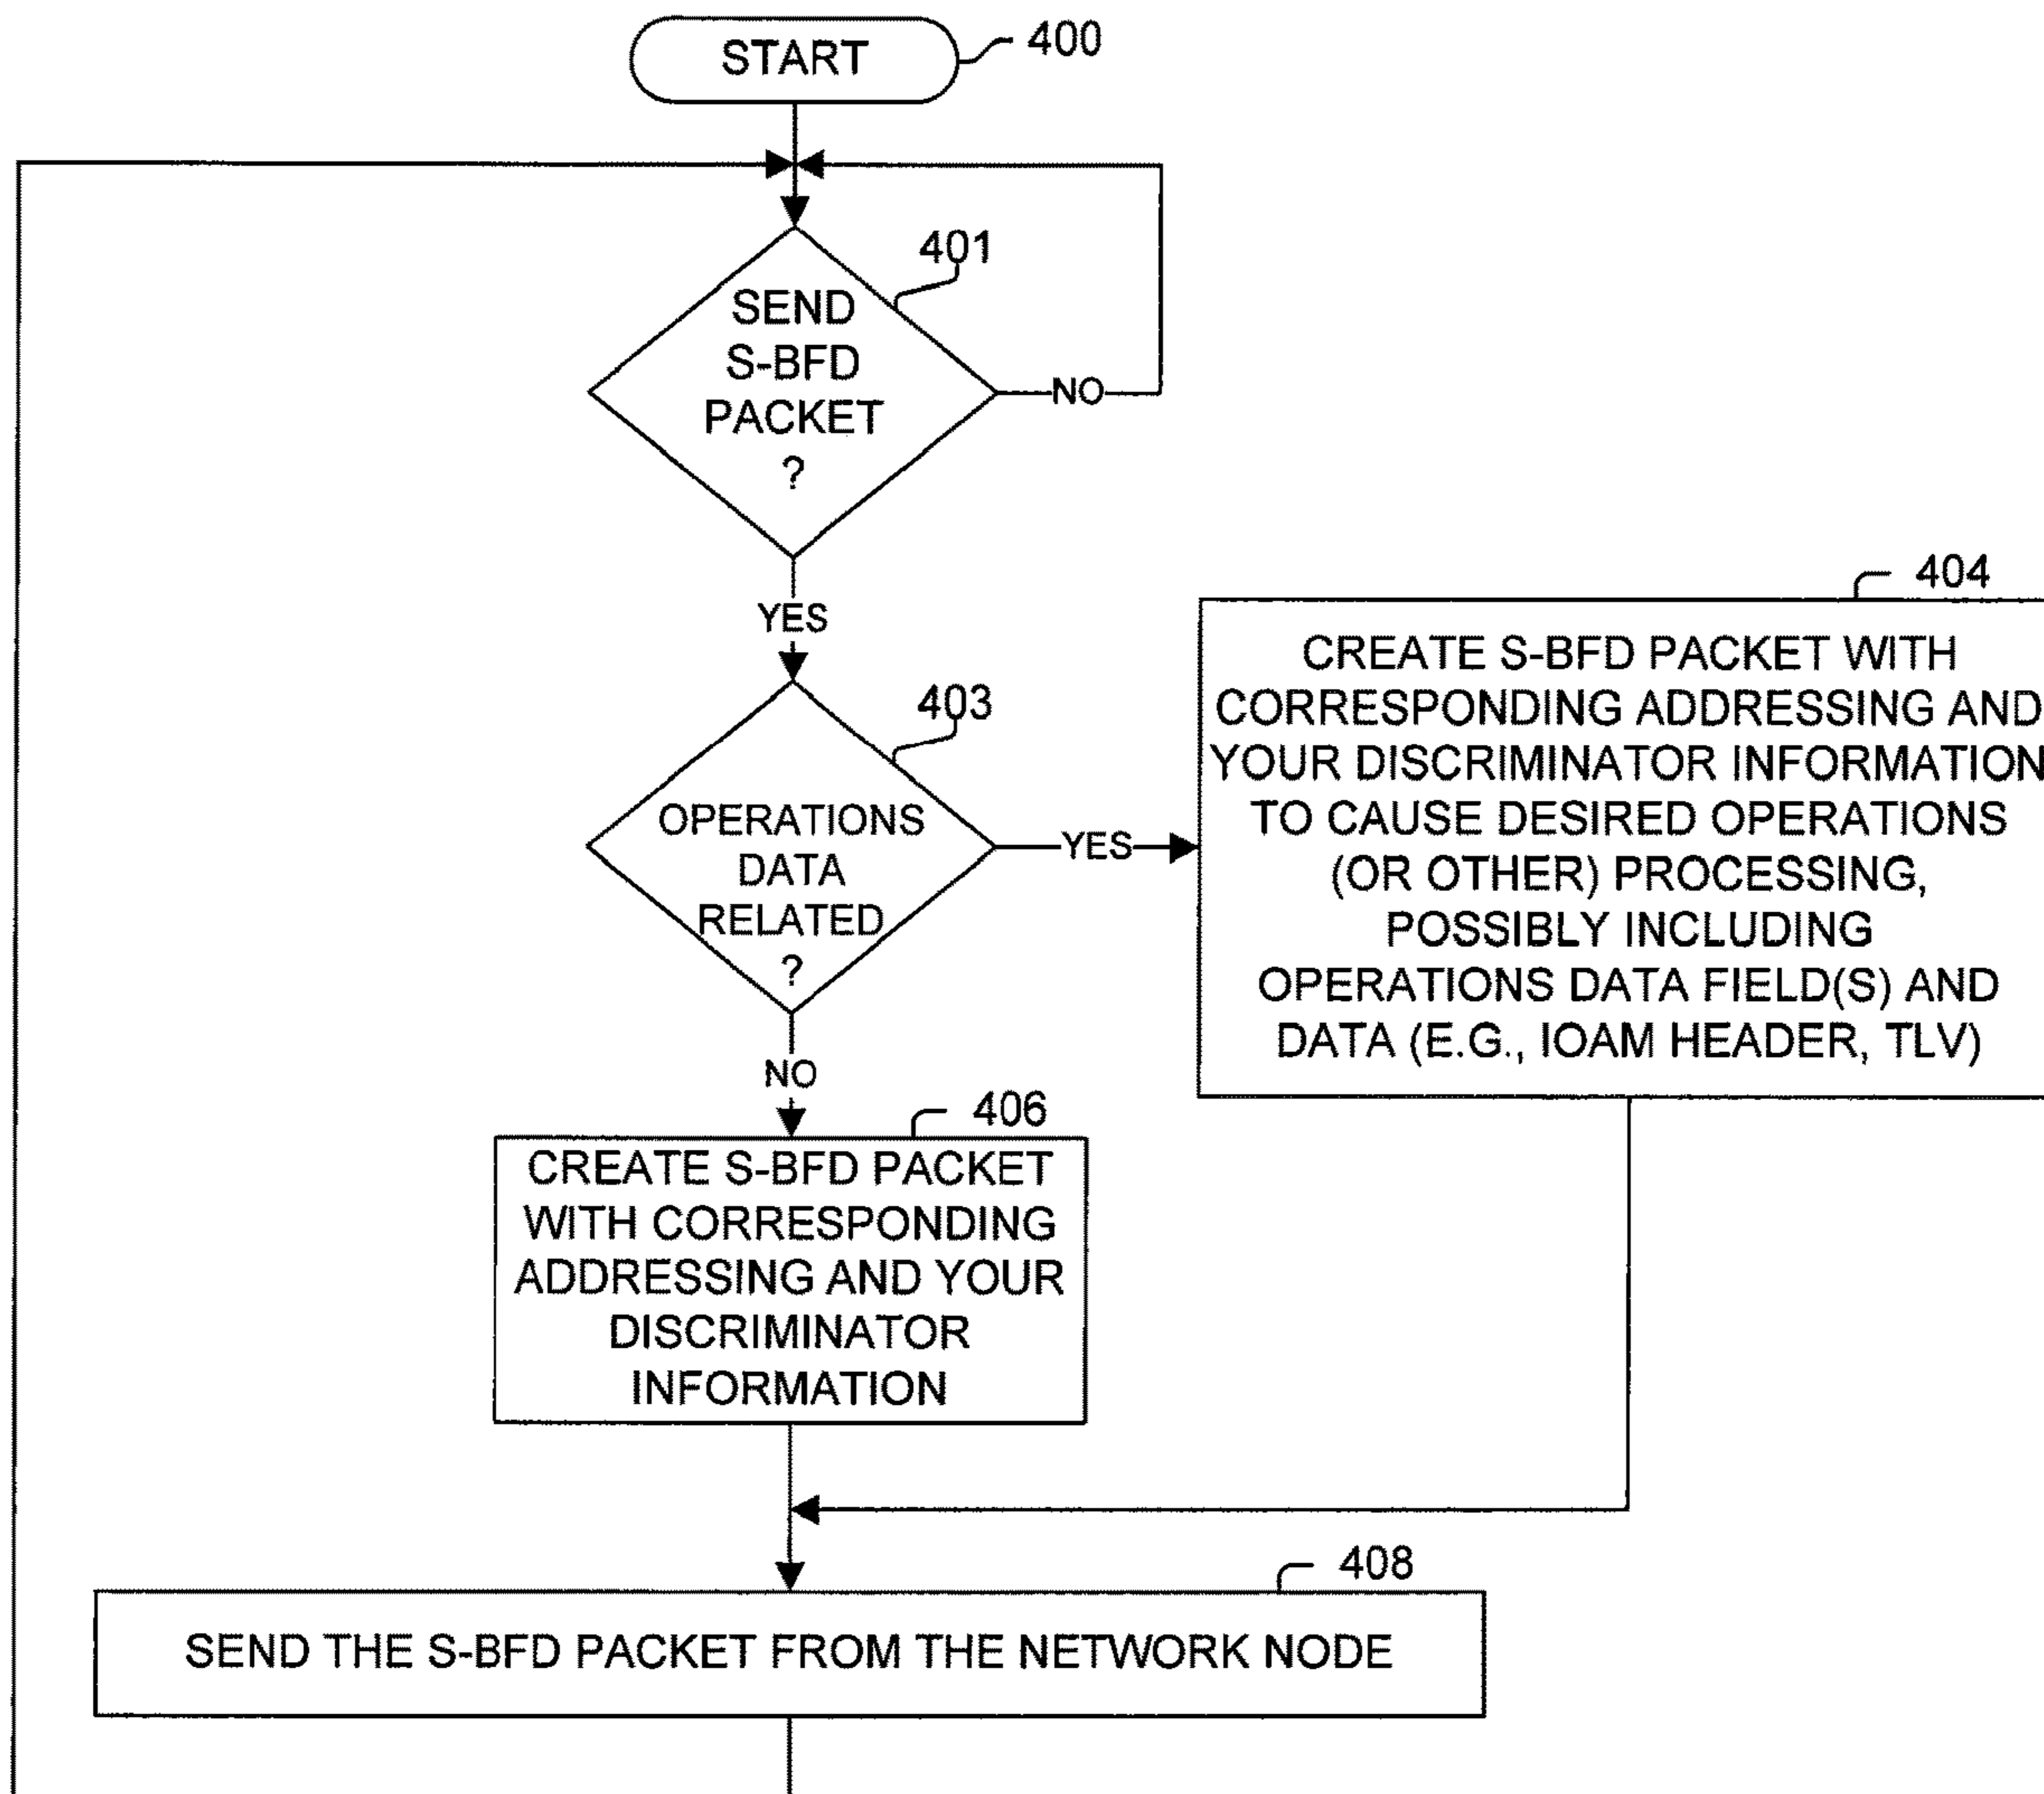 START
400
401
SEND
S-BFD
PACKET
?
NO
YES
403
OPERATIONS
DATA
RELATED
?
YES
404
CREATE S-BFD PACKET WITH
CORRESPONDING ADDRESSING AND
YOUR DISCRIMINATOR INFORMATION
TO CAUSE DESIRED OPERATIONS
(OR OTHER) PROCESSING,
POSSIBLY INCLUDING
OPERATIONS DATA FIELD(S) AND
DATA (E.G., IOAM HEADER, TLV)
NO
406
CREATE S-BFD PACKET
WITH CORRESPONDING
ADDRESSING AND YOUR
DISCRIMINATOR
INFORMATION
408
SEND THE S-BFD PACKET FROM THE NETWORK NODE